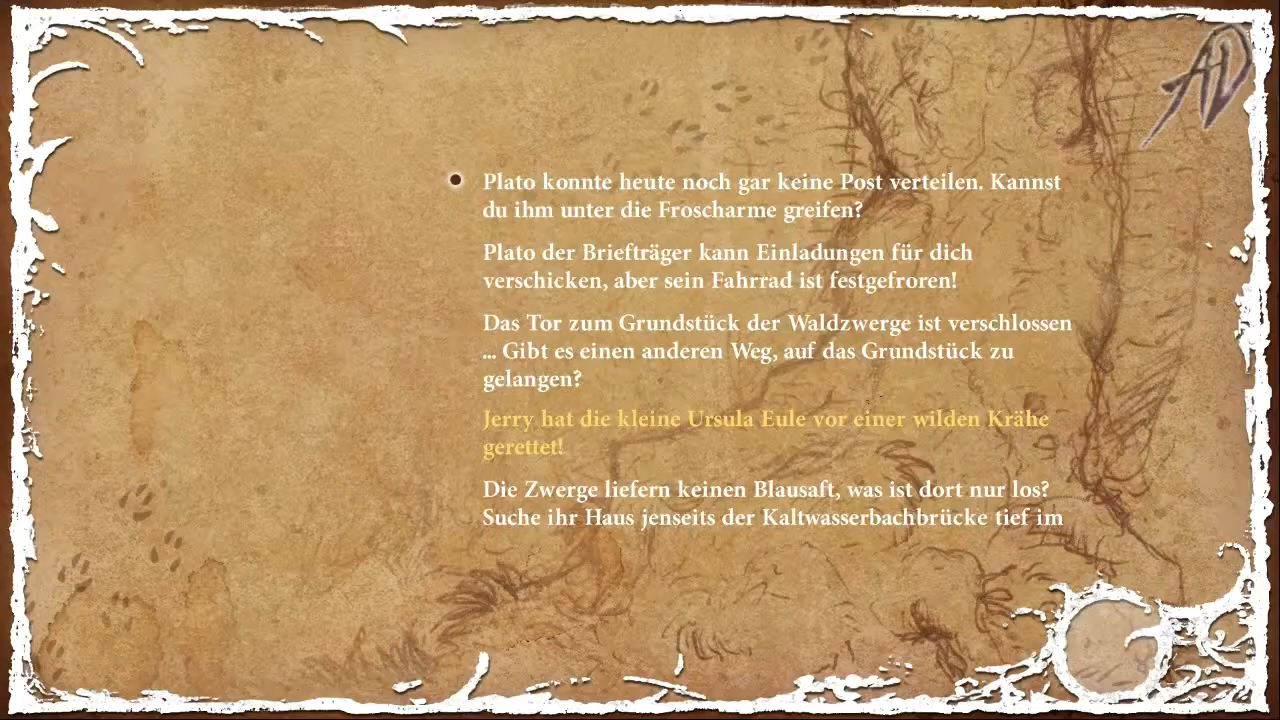 AD
Plato konnte heute noch gar keine Post verteilen. Kannst
du ihm unter die Froscharme greifen?
Plato der Briefträger kann Einladungen für dich
verschicken, aber sein Fahrrad ist festgefroren!
Das Tor zum Grundstück der Waldzwerge ist verschlossen
... Gibt es einen anderen Weg, auf das Grundstück zu
gelangen?
Jerry hat die kleine Ursula Eule vor einer wilden Krähe
gerettet!
Die Zwerge liefern keinen Blausaft, was ist dort nur los?
Suche ihr Haus jenseits der Kaltwasserbachbrücke tief im